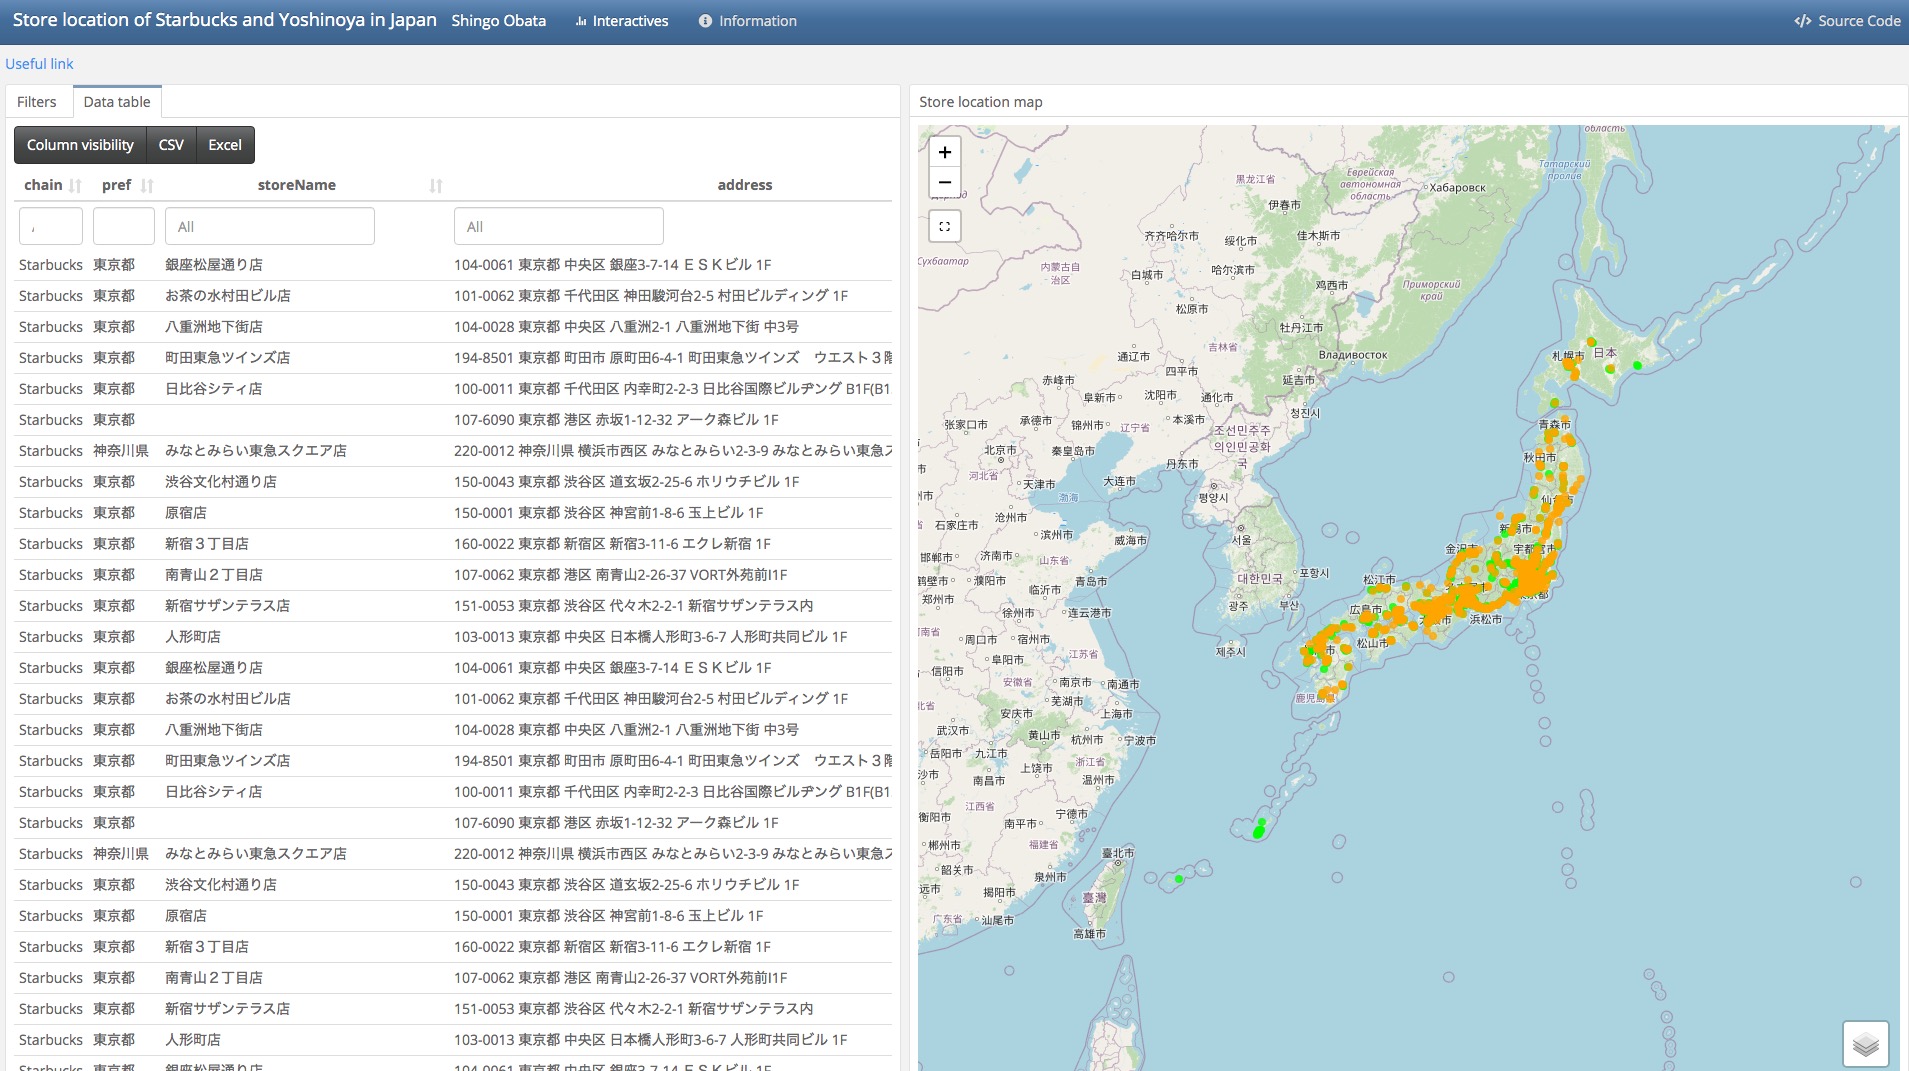 Store location of Starbucks and Yoshinoya in Japan Shingo Obata Interactives Information Source Code
Useful link
Filters Data table
Column visibility CSV Excel
chain pref storeName address
All All
Starbucks 東京都 銀座松屋通り店 104-0061 東京都 中央区 銀座3-7-14 ＥＳＫビル 1F
Starbucks 東京都 お茶の水村田ビル店 101-0062 東京都 千代田区 神田駿河台2-5 村田ビルディング 1F
Starbucks 東京都 八重洲地下街店 104-0028 東京都 中央区 八重洲2-1 八重洲地下街 中3号
Starbucks 東京都 町田東急ツインズ店 194-8501 東京都 町田市 原町田6-4-1 町田東急ツインズ　ウエスト３階
Starbucks 東京都 日比谷シティ店 100-0011 東京都 千代田区 内幸町2-2-3 日比谷国際ビルヂング B1F(B1
Starbucks 東京都 107-6090 東京都 港区 赤坂1-12-32 アーク森ビル 1F
Starbucks 神奈川県 みなとみらい東急スクエア店 220-0012 神奈川県 横浜市西区 みなとみらい2-3-9 みなとみらい東急ス
Starbucks 東京都 渋谷文化村通り店 150-0043 東京都 渋谷区 道玄坂2-25-6 ホリウチビル 1F
Starbucks 東京都 原宿店 150-0001 東京都 渋谷区 神宮前1-8-6 玉上ビル 1F
Starbucks 東京都 新宿３丁目店 160-0022 東京都 新宿区 新宿3-11-6 エクレ新宿 1F
Starbucks 東京都 南青山２丁目店 107-0062 東京都 港区 南青山2-26-37 VORT外苑前I1F
Starbucks 東京都 新宿サザンテラス店 151-0053 東京都 渋谷区 代々木2-2-1 新宿サザンテラス内
Starbucks 東京都 人形町店 103-0013 東京都 中央区 日本橋人形町3-6-7 人形町共同ビル 1F
Starbucks 東京都 銀座松屋通り店 104-0061 東京都 中央区 銀座3-7-14 ＥＳＫビル 1F
Starbucks 東京都 お茶の水村田ビル店 101-0062 東京都 千代田区 神田駿河台2-5 村田ビルディング 1F
Starbucks 東京都 八重洲地下街店 104-0028 東京都 中央区 八重洲2-1 八重洲地下街 中3号
Starbucks 東京都 町田東急ツインズ店 194-8501 東京都 町田市 原町田6-4-1 町田東急ツインズ　ウエスト３階
Starbucks 東京都 日比谷シティ店 100-0011 東京都 千代田区 内幸町2-2-3 日比谷国際ビルヂング B1F(B1
Starbucks 東京都 107-6090 東京都 港区 赤坂1-12-32 アーク森ビル 1F
Starbucks 神奈川県 みなとみらい東急スクエア店 220-0012 神奈川県 横浜市西区 みなとみらい2-3-9 みなとみらい東急ス
Starbucks 東京都 渋谷文化村通り店 150-0043 東京都 渋谷区 道玄坂2-25-6 ホリウチビル 1F
Starbucks 東京都 原宿店 150-0001 東京都 渋谷区 神宮前1-8-6 玉上ビル 1F
Starbucks 東京都 新宿３丁目店 160-0022 東京都 新宿区 新宿3-11-6 エクレ新宿 1F
Starbucks 東京都 南青山２丁目店 107-0062 東京都 港区 南青山2-26-37 VORT外苑前I1F
Starbucks 東京都 新宿サザンテラス店 151-0053 東京都 渋谷区 代々木2-2-1 新宿サザンテラス内
Starbucks 東京都 人形町店 103-0013 東京都 中央区 日本橋人形町3-6-7 人形町共同ビル 1F
Store location map
+
−
область
Татарский
пролив
Еврейская
автономная
область
Хабаровск
黑龙江省
伊春市
齐齐哈尔市
绥化市
佳木斯市
Сухбаатар
内蒙古自
治区
白城市
哈尔滨市
鸡西市
Приморский
край
松原市
牡丹江市
吉林省
Владивосток
通辽市
四平市
延吉市
赤峰市
阜新市
沈阳市
通化市
청진시
札幌市
日本
张家口市
承德市
锦州市
辽宁省
本溪市
조선민주주
의인민공화
국
青森市
北京市
秦皇岛市
丹东市
秋田市
河北省
天津市
大连市
渤海
평양시
石家庄市
沧州市
滨州市
威海市
서울
金沢市
宇都宮市
邯郸市
济南市
山东省
대한민국
포항시
松江市
鹤壁市
濮阳市
临沂市
青岛市
郑州市
徐州市
连云港市
광주
부산
広島市
浜松市
周口市
宿州市
제주시
松山市
阜阳市
江苏省
信阳市
安徽省
南京市
南通市
安庆市
芜湖市
上海市
武汉市
黄山市
杭州市
宁波市
岳阳市
九江市
上饶市
浙江省
南昌市
温州市
江西省
衡阳市
南平市
宁德市
郴州市
福建省
臺北市
韶关市
泉州市
揭阳市
臺灣
广东省
汕尾市
高雄市